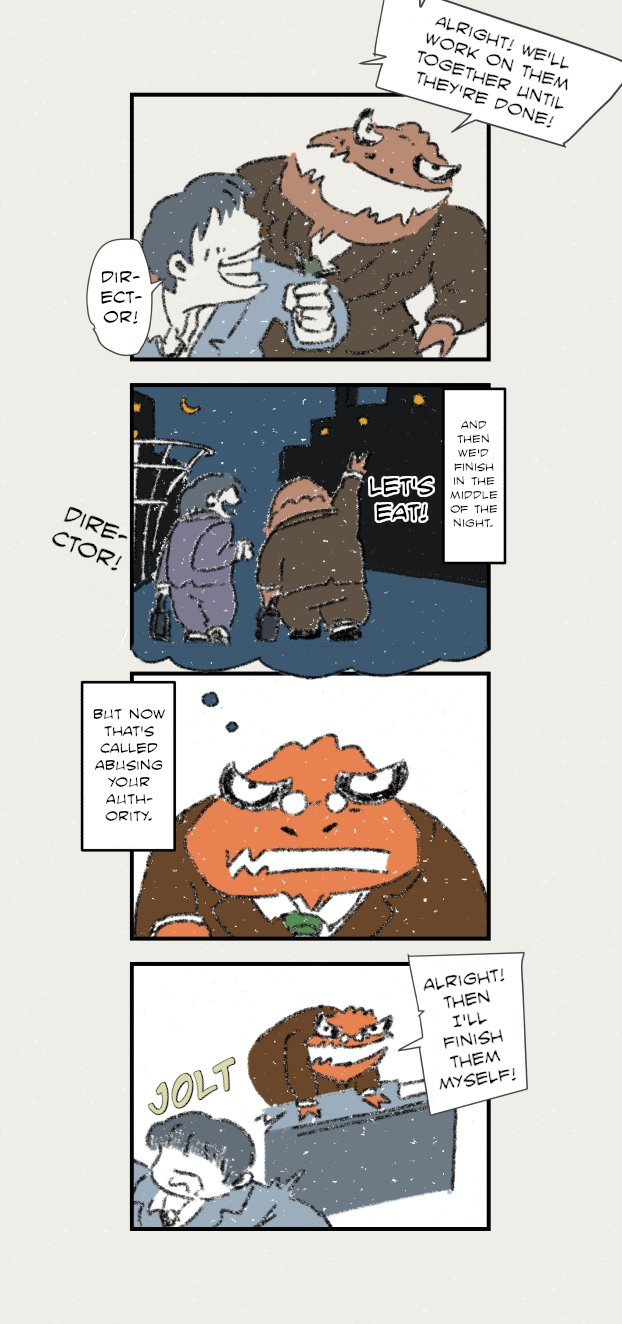 ALRIGHT! WE'LL
WORK ON THEM
TOGETHER UNTIL
THEY'RE DONE!
DIR-
ECT-
OR!
AND
THEN
WE'D
FINISH
IN THE
MIDDLE
OF THE
NIGHT.
LET'S
EAT!
DIRE-
CTOR!
BUT NOW
THAT'S
CALLED
ABUSING
YOUR
AUTH-
ORITY.
ALRIGHT!
THEN
I'LL
FINISH
THEM
MYSELF!
JOLT